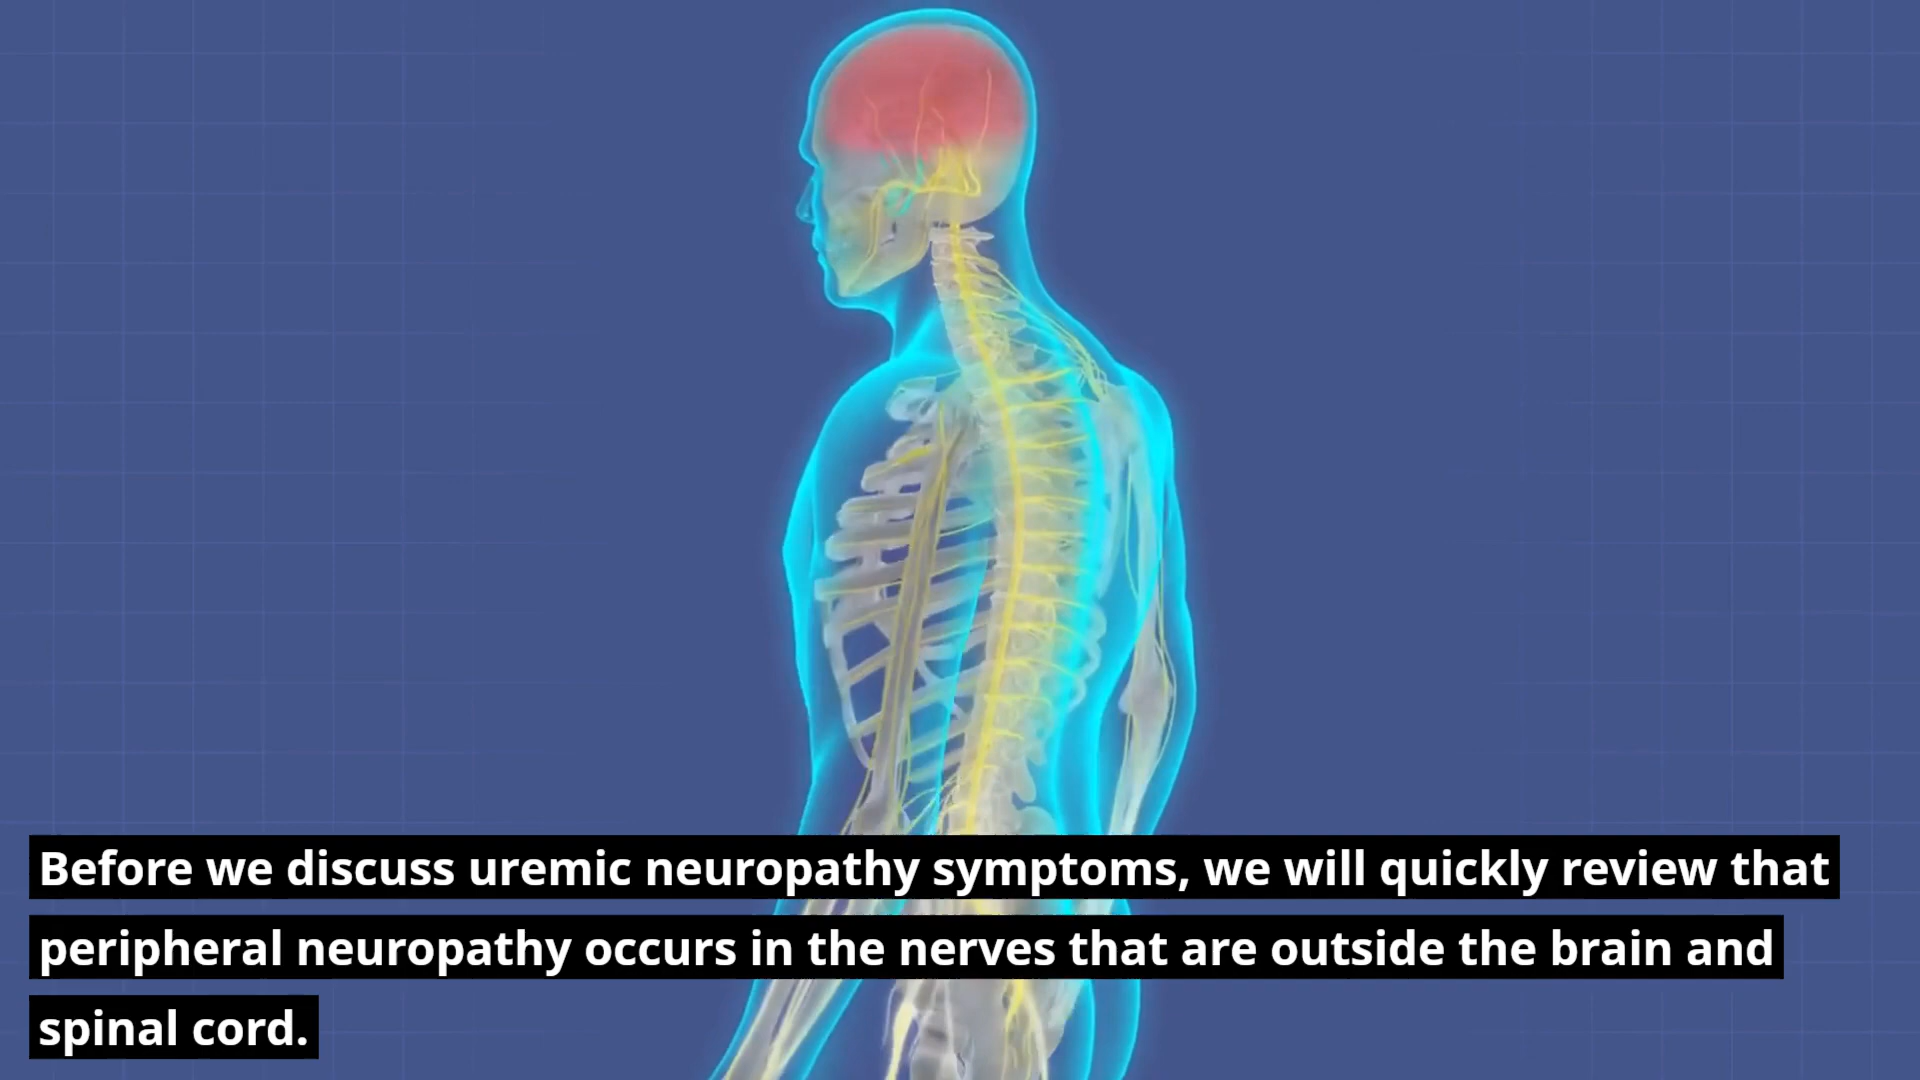 Before we discuss uremic neuropathy symptoms, we will quickly review that
peripheral neuropathy occurs in the nerves that are outside the brain and
spinal cord.